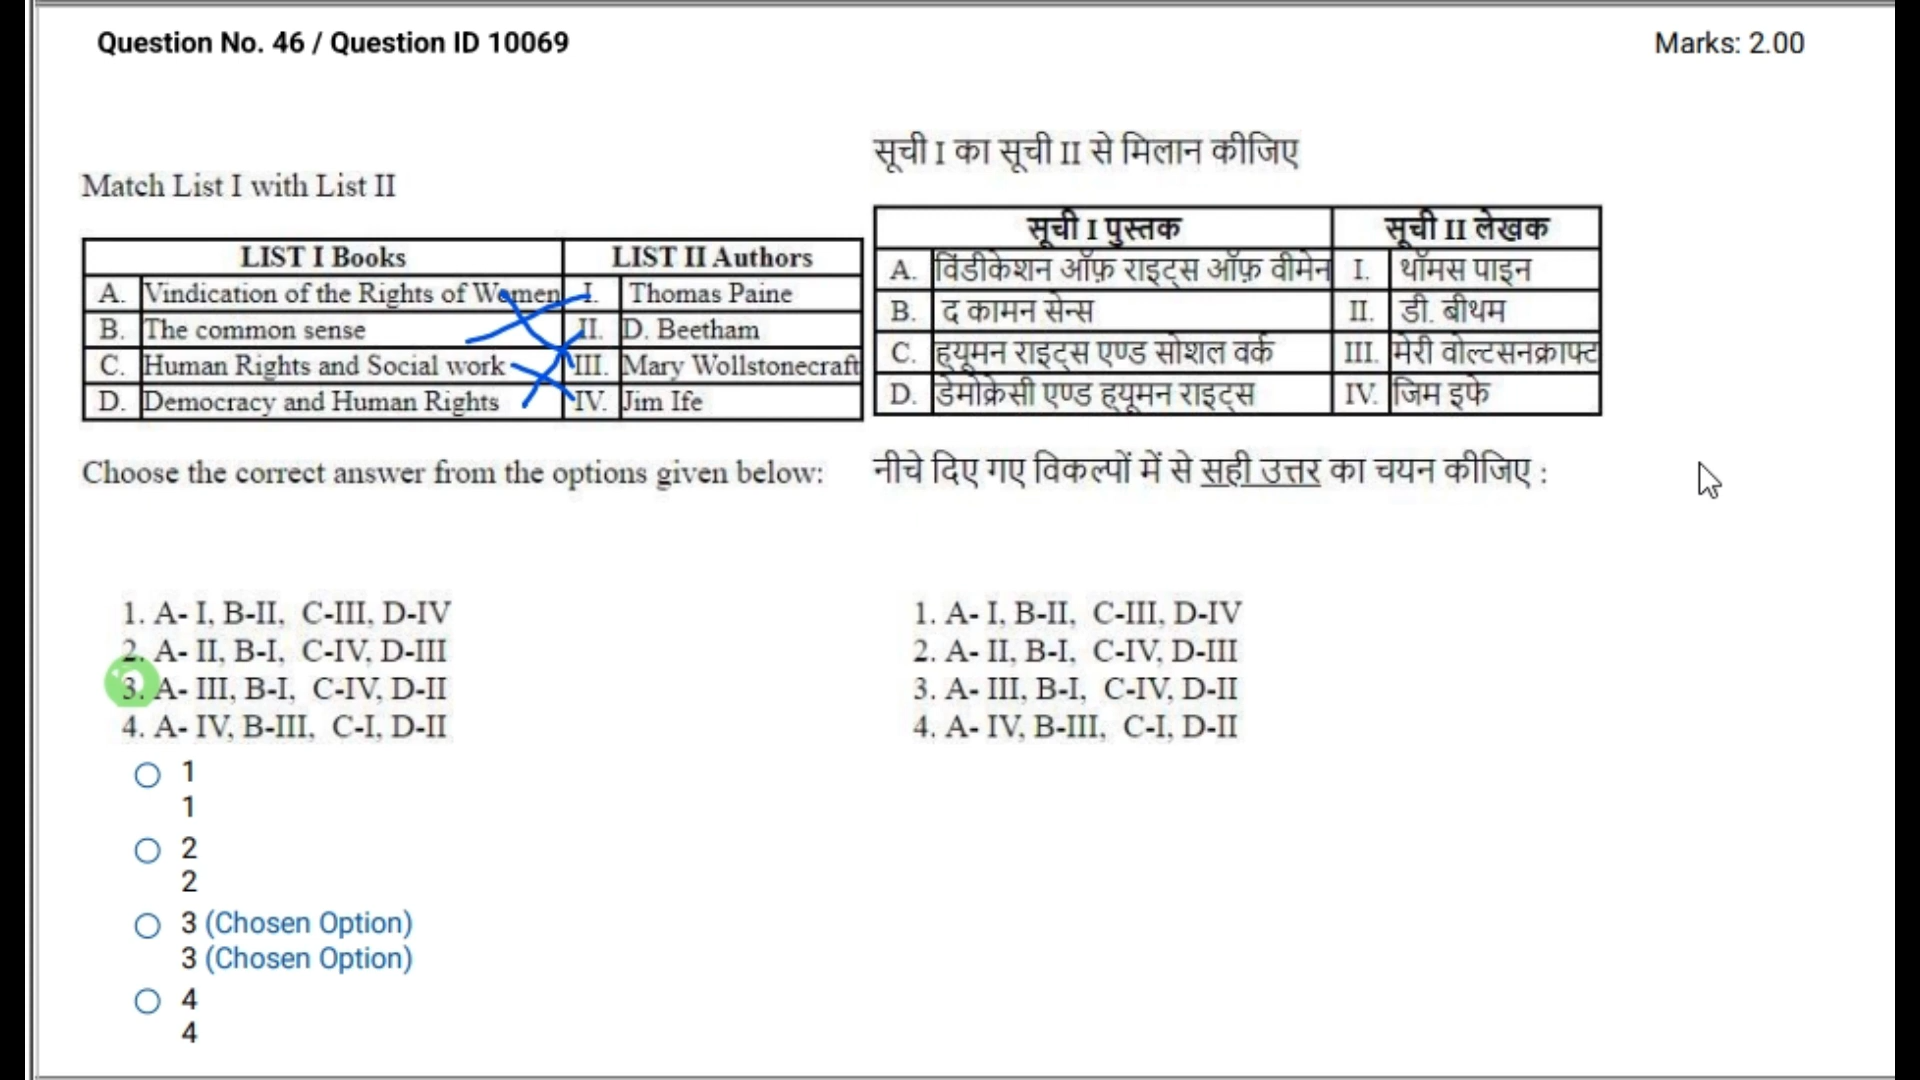 Question No. 46 / Question ID 10069
Marks: 2.00
Match List I with List II
LIST I Books LIST II Authors
A. Vindication of the Rights of Women I. Thomas Paine
B. The common sense II. D. Beetham
C. Human Rights and Social work III. Mary Wollstonecraft
D. Democracy and Human Rights IV. Jim Ife
Choose the correct answer from the options given below:
सूची I का सूची II से मिलान कीजिए
सूची I पुस्तक सूची II लेखक
A. विंडीकेशन ऑफ़ राइट्स ऑफ़ वीमेन I. थॉमस पाइन
B. द कामन सेन्स II. डी. बीथम
C. ह्यूमन राइट्स एण्ड सोशल वर्क III. मेरी वोल्टसनक्राफ्ट
D. डेमोक्रेसी एण्ड ह्यूमन राइट्स IV. जिम इफे
नीचे दिए गए विकल्पों में से सही उत्तर का चयन कीजिए :
1. A- I, B-II, C-III, D-IV
2. A- II, B-I, C-IV, D-III
3. A- III, B-I, C-IV, D-II
4. A- IV, B-III, C-I, D-II
1. A- I, B-II, C-III, D-IV
2. A- II, B-I, C-IV, D-III
3. A- III, B-I, C-IV, D-II
4. A- IV, B-III, C-I, D-II
1
1
2
2
3 (Chosen Option)
3 (Chosen Option)
4
4